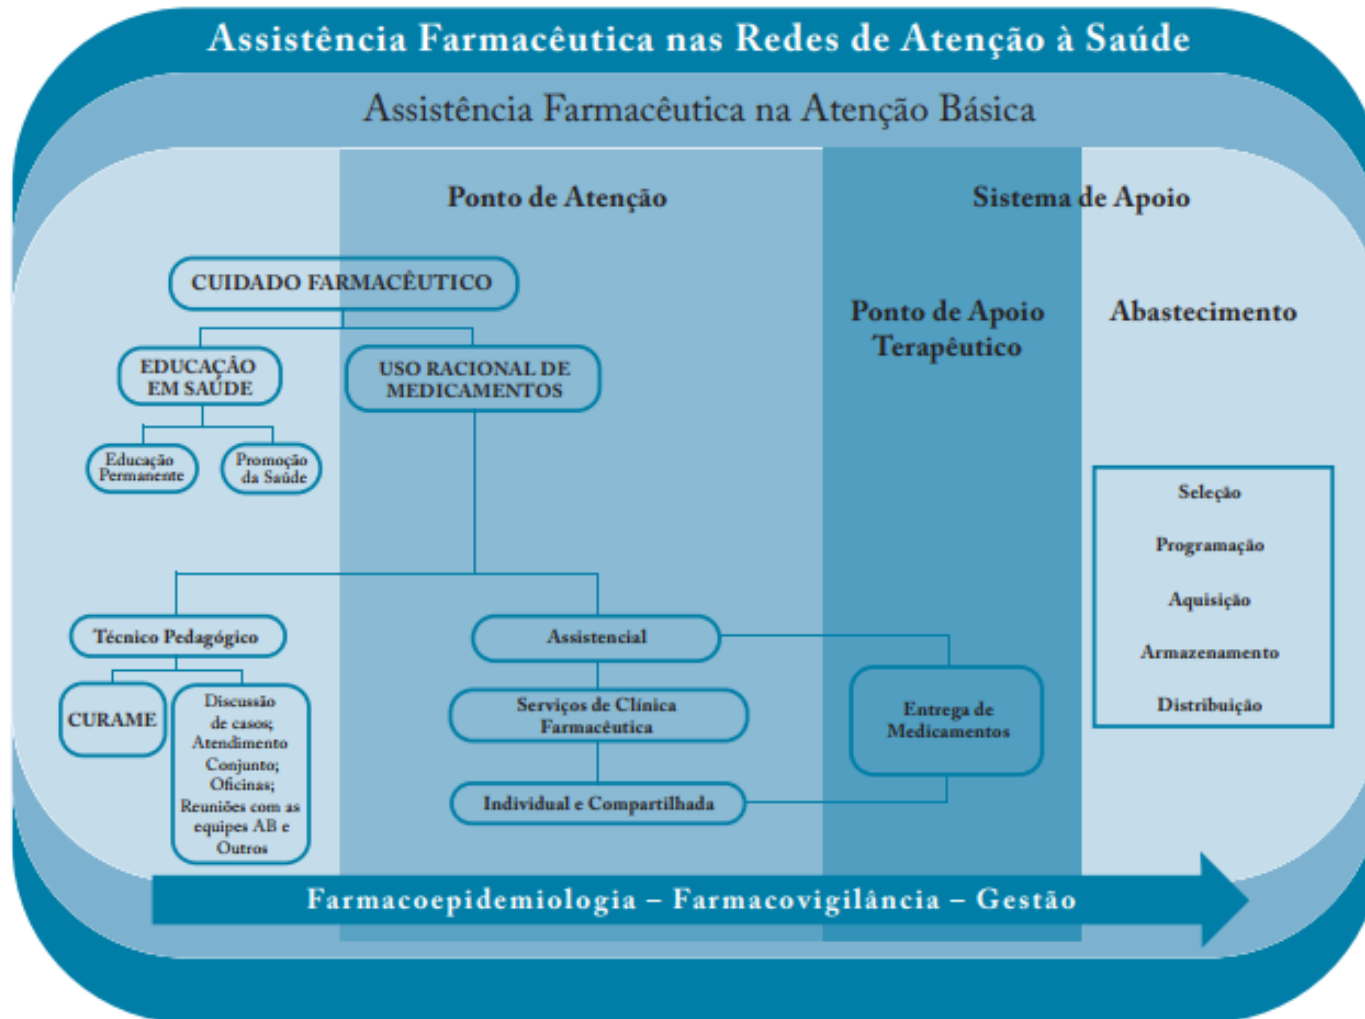 Assistência Farmacêutica nas Redes de Atenção à Saúde
Assistência Farmacêutica na Atenção Básica
Ponto de Atenção
Sistema de Apoio
CUIDADO FARMACÊUTICO
EDUCAÇÃO
EM SAÚDE
USO RACIONAL DE
MEDICAMENTOS
Ponto de Apoio
Terapêutico
Abastecimento
Educação
Permanente
Promoção
da Saúde
Seleção
Programação
Aquisição
Armazenamento
Distribuição
Técnico Pedagógico
Assistencial
CURAME
Discussão
de casos;
Atendimento
Conjunto;
Oficinas;
Reuniões com as
equipes AB e
Outros
Serviços de Clínica
Farmacêutica
Individual e Compartilhada
Entrega de
Medicamentos
Farmacoepidemiologia – Farmacovigilância – Gestão